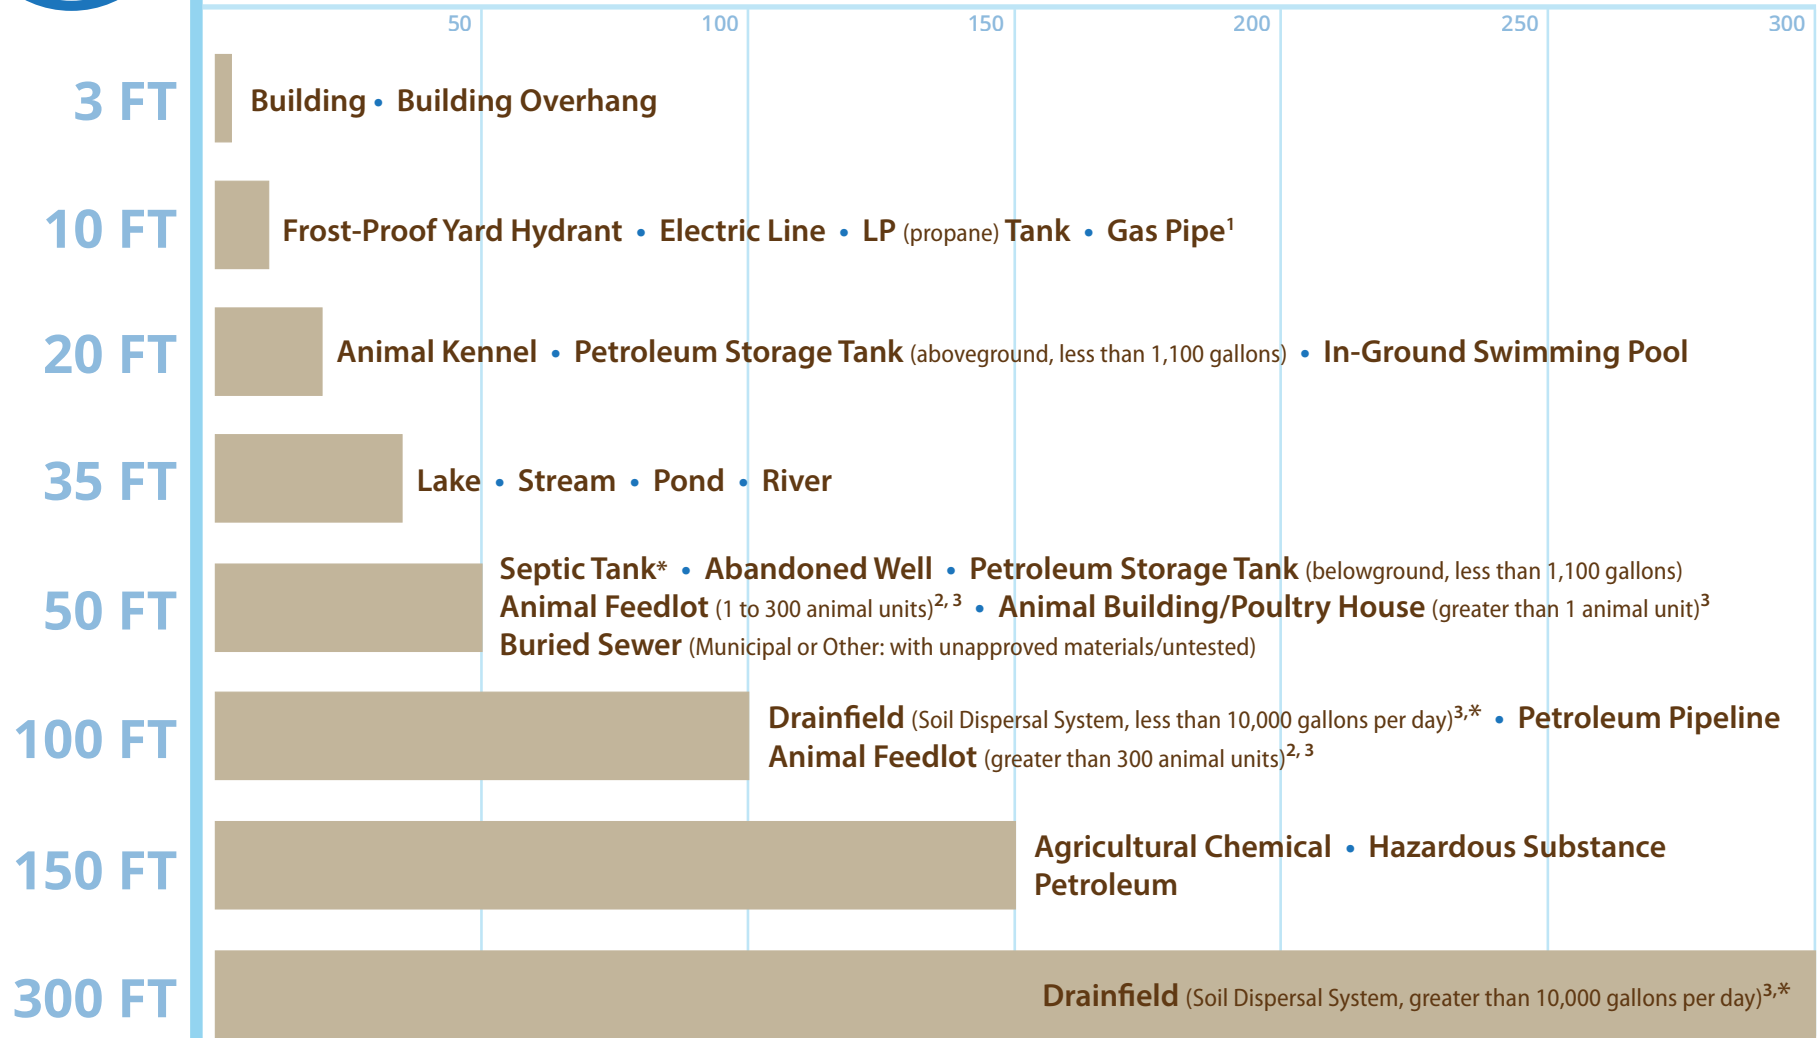 50 100 150 200 250 300
3 FT
Building • Building Overhang
10 FT
Frost-Proof Yard Hydrant • Electric Line • LP (propane) Tank • Gas Pipe¹
20 FT
Animal Kennel • Petroleum Storage Tank (aboveground, less than 1,100 gallons) • In-Ground Swimming Pool
35 FT
Lake • Stream • Pond • River
50 FT
Septic Tank* • Abandoned Well • Petroleum Storage Tank (belowground, less than 1,100 gallons)
Animal Feedlot (1 to 300 animal units)²,³ • Animal Building/Poultry House (greater than 1 animal unit)³
Buried Sewer (Municipal or Other: with unapproved materials/untested)
100 FT
Drainfield (Soil Dispersal System, less than 10,000 gallons per day)³,* • Petroleum Pipeline
Animal Feedlot (greater than 300 animal units)²,³
150 FT
Agricultural Chemical • Hazardous Substance
Petroleum
300 FT
Drainfield (Soil Dispersal System, greater than 10,000 gallons per day)³,*